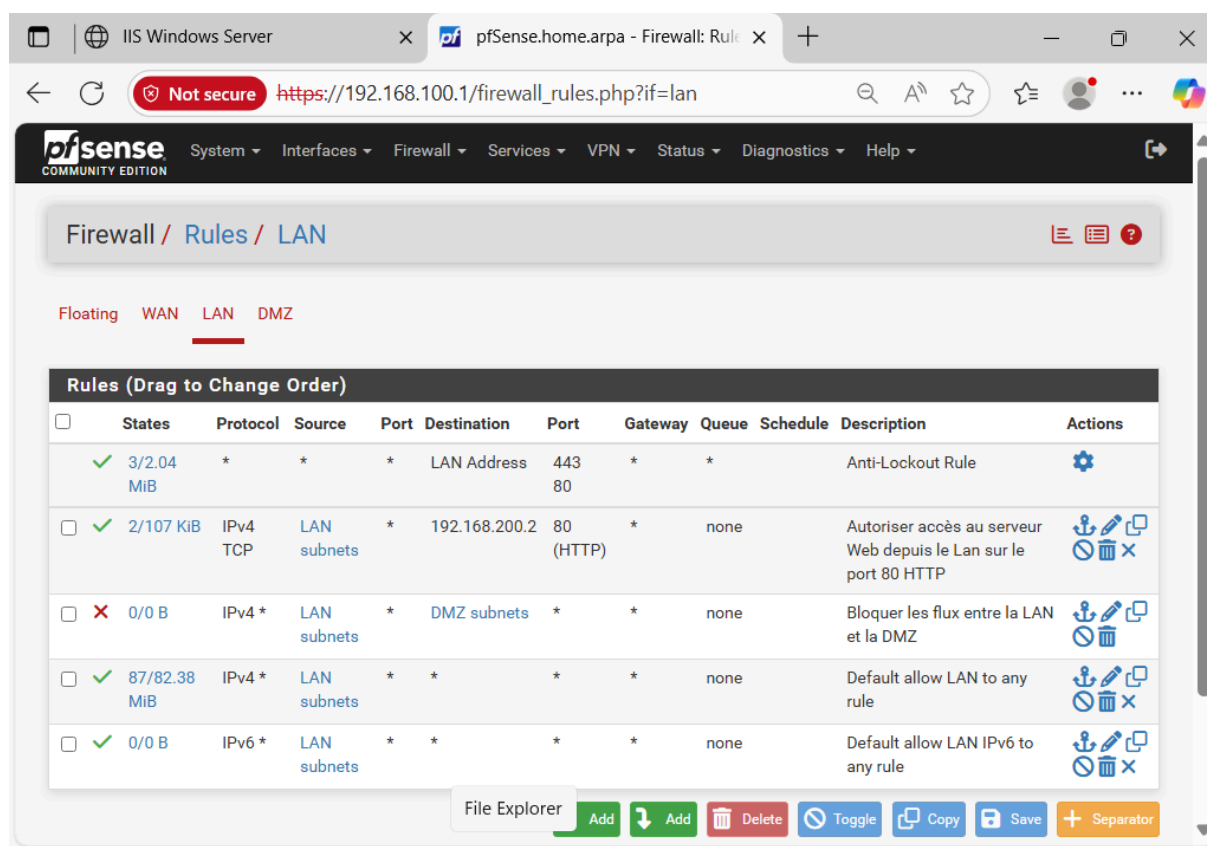 IIS Windows Server
pfSense.home.arpa - Firewall: Rule
Not secure https://192.168.100.1/firewall_rules.php?if=lan
pfsense
COMMUNITY EDITION
System Interfaces Firewall Services VPN Status Diagnostics Help
Firewall / Rules / LAN
Floating WAN LAN DMZ
Rules (Drag to Change Order)
States Protocol Source Port Destination Port Gateway Queue Schedule Description Actions
3/2.04 * * * LAN Address 443 * * Anti-Lockout Rule
MiB 80
2/107 KiB IPv4 LAN * 192.168.200.2 80 * none Autoriser accès au serveur
TCP subnets (HTTP) Web depuis le Lan sur le
port 80 HTTP
0/0 B IPv4 * LAN * DMZ subnets * * none Bloquer les flux entre la LAN
subnets et la DMZ
87/82.38 IPv4 * LAN * * * * none Default allow LAN to any
MiB subnets rule
0/0 B IPv6 * LAN * * * * none Default allow LAN IPv6 to
subnets any rule
File Explorer Add Add Delete Toggle Copy Save Separator